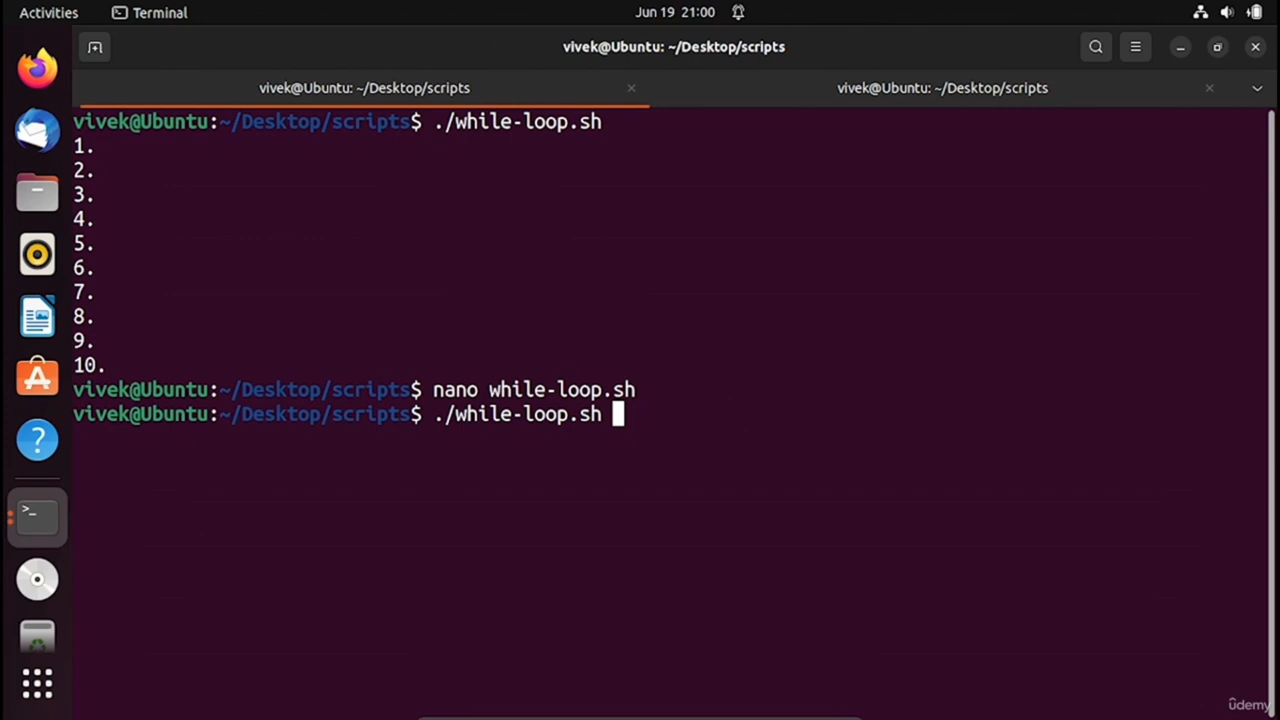 Activities
Terminal
Jun 19 21:00
vivek@Ubuntu: ~/Desktop/scripts
vivek@Ubuntu: ~/Desktop/scripts
vivek@Ubuntu: ~/Desktop/scripts
vivek@Ubuntu:~/Desktop/scripts$ ./while-loop.sh
1.
2.
3.
4.
5.
6.
7.
8.
9.
10.
vivek@Ubuntu:~/Desktop/scripts$ nano while-loop.sh
vivek@Ubuntu:~/Desktop/scripts$ ./while-loop.sh
>_
ûdemy